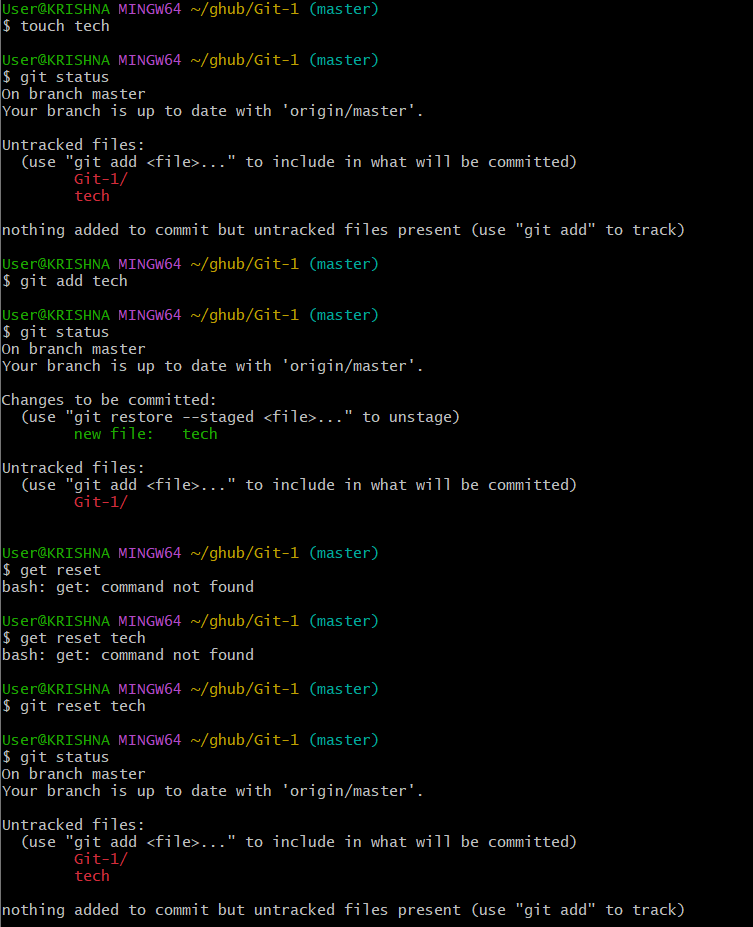 User@KRISHNA MINGW64 ~/ghub/Git-1 (master)
$ touch tech
User@KRISHNA MINGW64 ~/ghub/Git-1 (master)
$ git status
On branch master
Your branch is up to date with 'origin/master'.
Untracked files:
  (use "git add <file>..." to include in what will be committed)
        Git-1/
        tech
nothing added to commit but untracked files present (use "git add" to track)
User@KRISHNA MINGW64 ~/ghub/Git-1 (master)
$ git add tech
User@KRISHNA MINGW64 ~/ghub/Git-1 (master)
$ git status
On branch master
Your branch is up to date with 'origin/master'.
Changes to be committed:
  (use "git restore --staged <file>..." to unstage)
        new file:   tech
Untracked files:
  (use "git add <file>..." to include in what will be committed)
        Git-1/
User@KRISHNA MINGW64 ~/ghub/Git-1 (master)
$ get reset
bash: get: command not found
User@KRISHNA MINGW64 ~/ghub/Git-1 (master)
$ get reset tech
bash: get: command not found
User@KRISHNA MINGW64 ~/ghub/Git-1 (master)
$ git reset tech
User@KRISHNA MINGW64 ~/ghub/Git-1 (master)
$ git status
On branch master
Your branch is up to date with 'origin/master'.
Untracked files:
  (use "git add <file>..." to include in what will be committed)
        Git-1/
        tech
nothing added to commit but untracked files present (use "git add" to track)